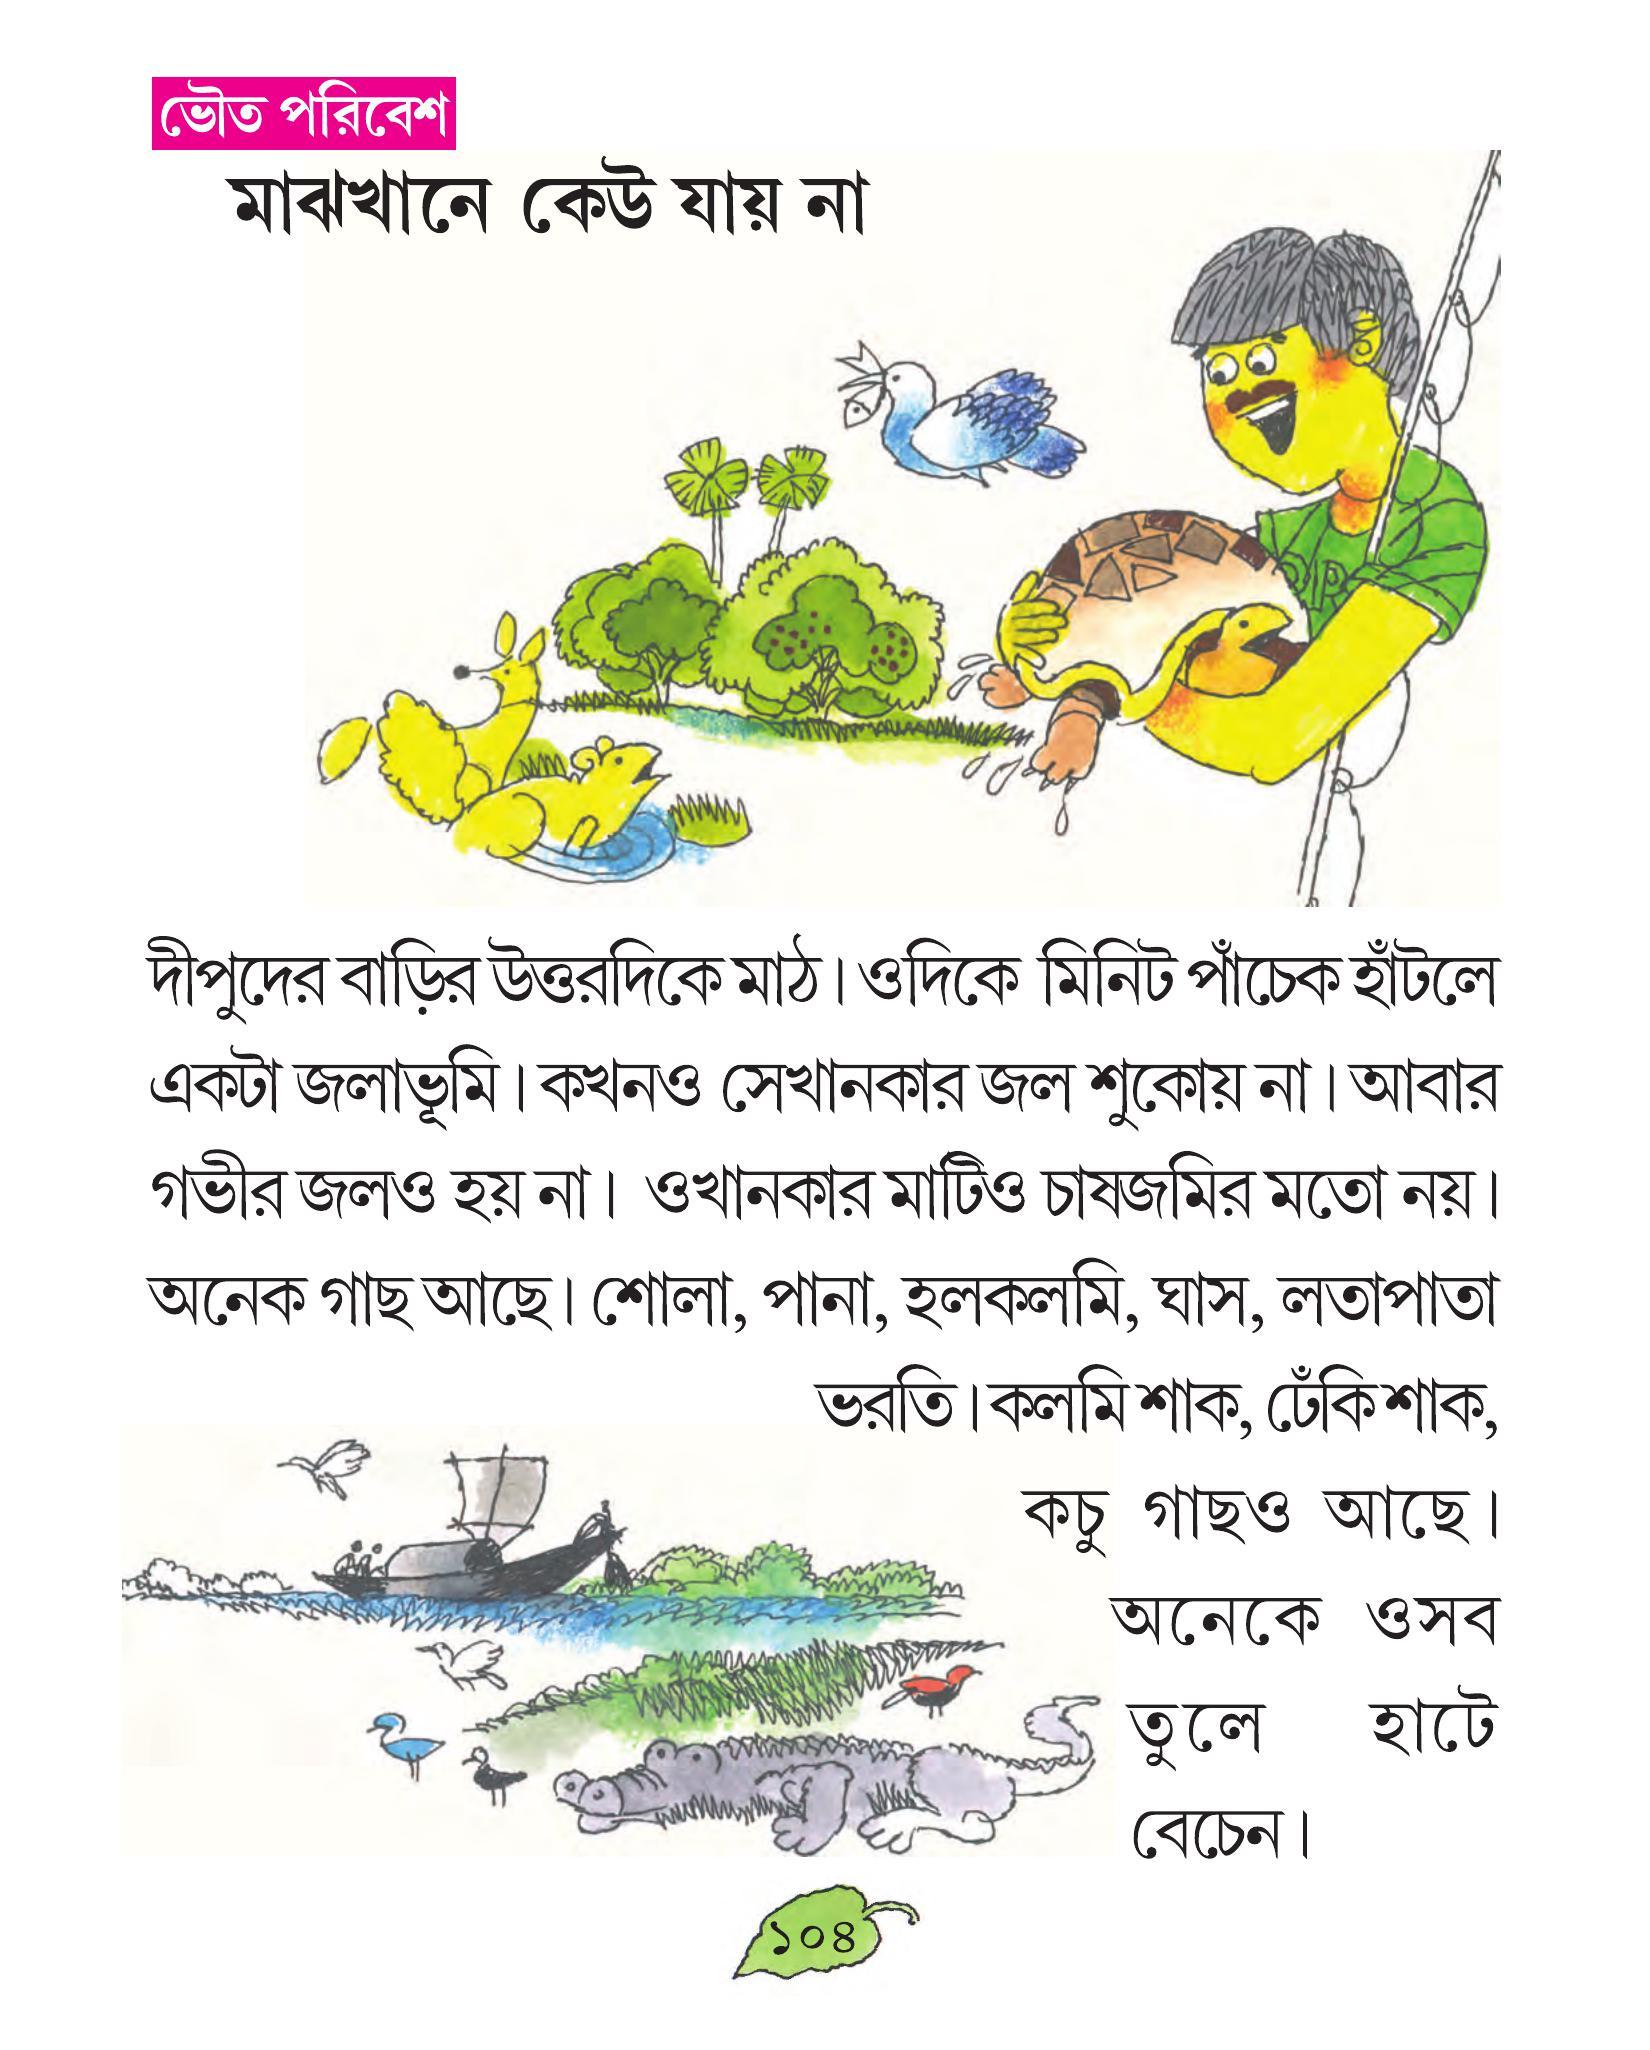 ভৌত পরিবেশ
মাঝখানে কেউ যায় না
দীপুদের বাড়ির উত্তরদিকে মাঠ। ওদিকে মিনিট পাঁচেক হাঁটলে
একটা জলাভূমি। কখনও সেখানকার জল শুকোয় না। আবার
গভীর জলও হয় না। ওখানকার মাটিও চাষজমির মতো নয়।
অনেক গাছ আছে। শোলা, পানা, হলকলমি, ঘাস, লতাপাতা
ভরতি। কলমি শাক, ঢেঁকি শাক,
কচু গাছও আছে।
অনেকে ওসব
তুলে হাটে
বেচেন।
১০৪